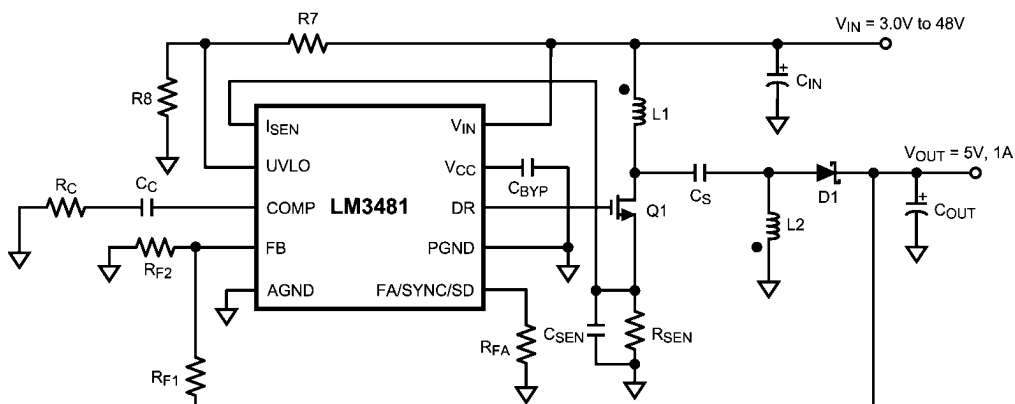 R7
V_IN = 3.0V to 48V
R8
C_IN
L1
I_SEN
V_IN
UVLO
V_CC
C_BYP
V_OUT = 5V, 1A
R_C
C_C
COMP
LM3481
DR
Q1
C_S
D1
C_OUT
L2
R_F2
FB
PGND
AGND
FA/SYNC/SD
R_FA
C_SEN
R_SEN
R_F1
+
+